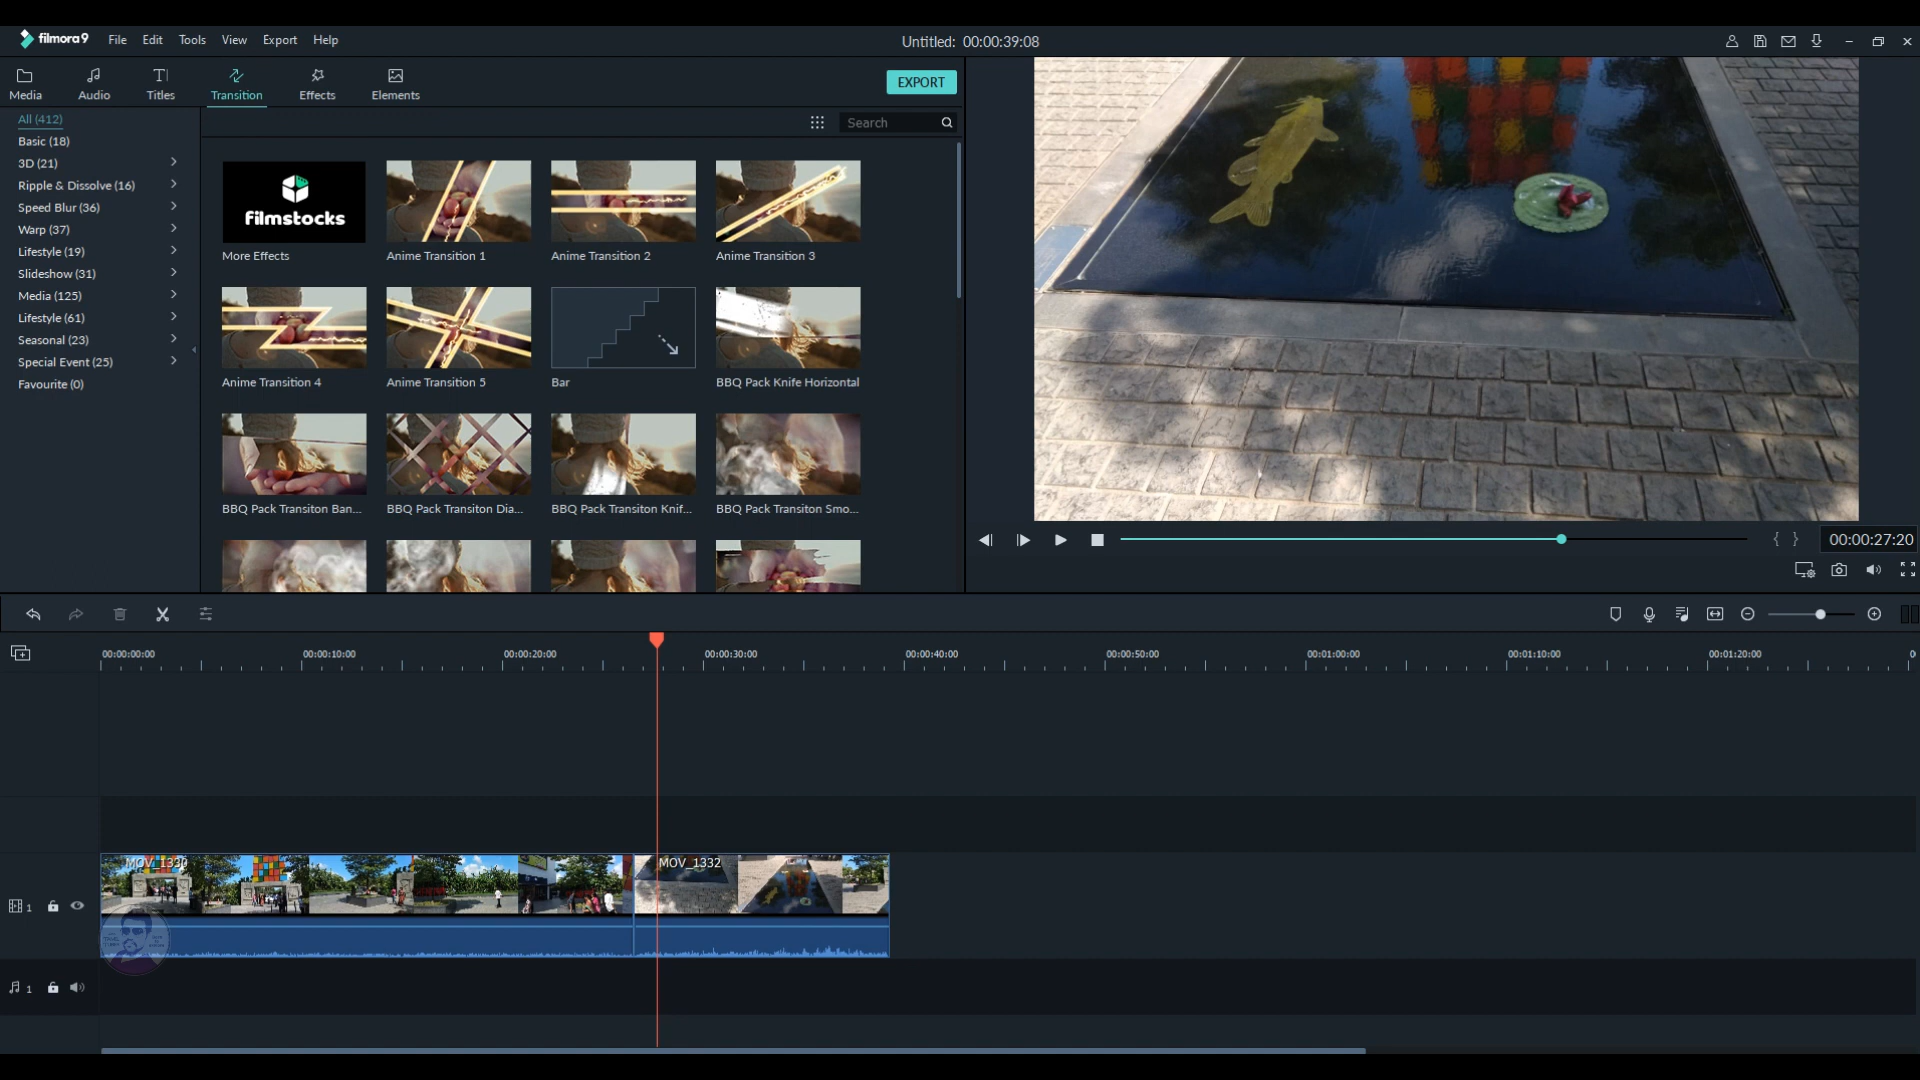 filmora9 File Edit Tools View Export Help
Untitled: 00:00:39:08
Media Audio Titles Transition Effects Elements
EXPORT
Search
All (412)
Basic (18)
3D (21)
Ripple & Dissolve (16)
Speed Blur (36)
Warp (37)
Lifestyle (19)
Slideshow (31)
Media (125)
Lifestyle (61)
Seasonal (23)
Special Event (25)
Favourite (0)
filmstocks
More Effects Anime Transition 1 Anime Transition 2 Anime Transition 3
Anime Transition 4 Anime Transition 5 Bar BBQ Pack Knife Horizontal
BBQ Pack Transiton Ban... BBQ Pack Transiton Dia... BBQ Pack Transiton Knif... BBQ Pack Transiton Smo...
00:00:27:20
00:00:00:00 00:00:10:00 00:00:20:00 00:00:30:00 00:00:40:00 00:00:50:00 00:01:00:00 00:01:10:00 00:01:20:00 0
MOV_1330 MOV_1332
1
1